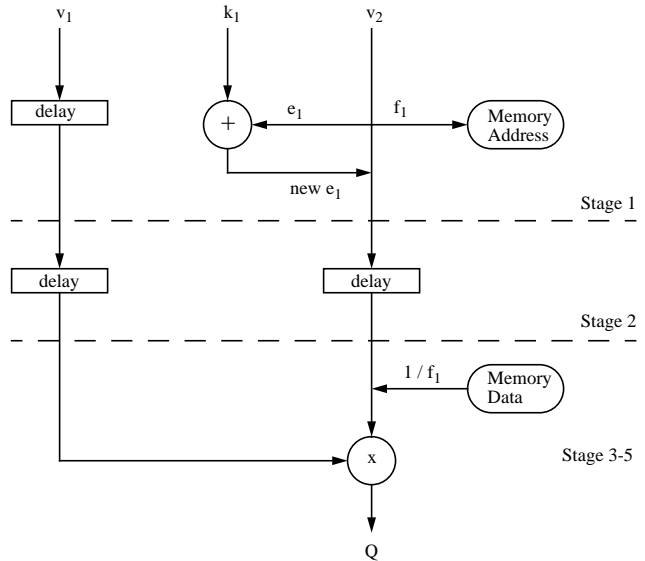 v1 k1 v2
delay
+
e1
f1
Memory
Address
new e1
Stage 1
delay
delay
Stage 2
1 / f1
Memory
Data
x
Stage 3-5
Q